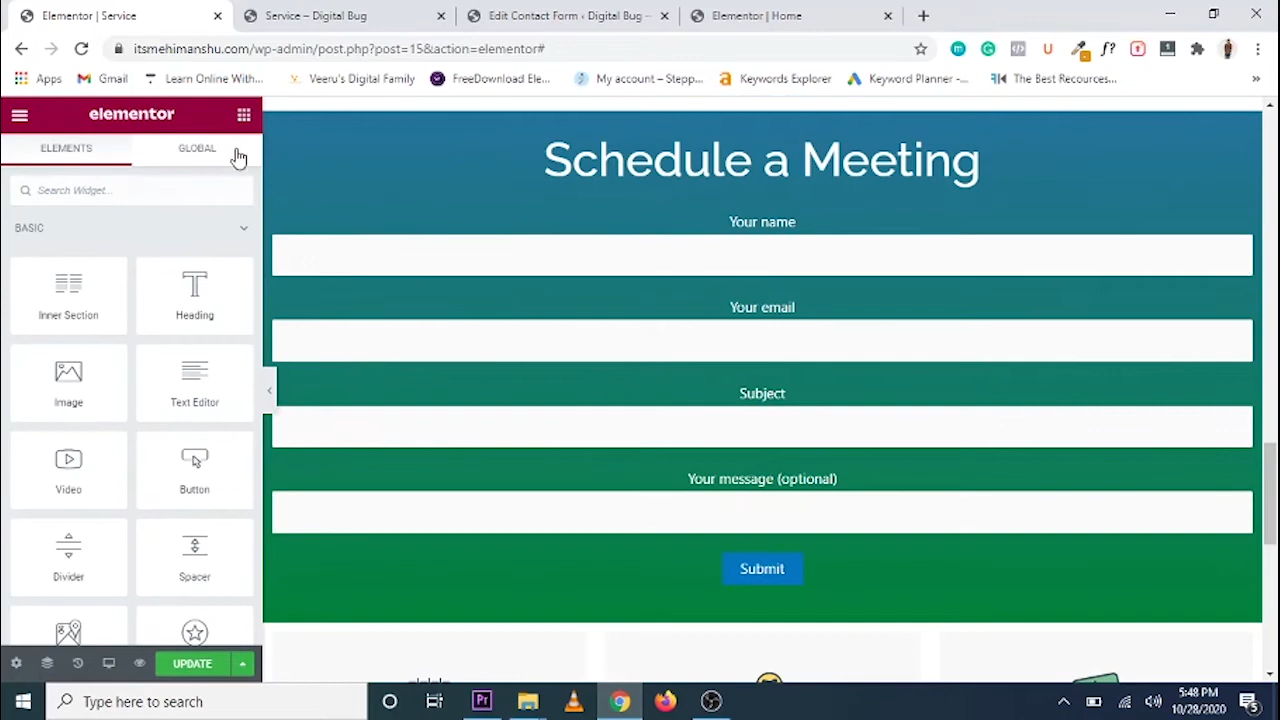 Elementor | Service
Service – Digital Bug
Edit Contact Form ‹ Digital Bug —
Elementor | Home
itsmehimanshu.com/wp-admin/post.php?post=15&action=elementor#
Apps
Gmail
Learn Online With...
Veeru's Digital Family
FreeDownload Ele...
My account – Stepp...
Keywords Explorer
Keyword Planner -...
The Best Recources...
elementor
ELEMENTS
GLOBAL
Search Widget...
BASIC
Inner Section
Heading
Image
Text Editor
Video
Button
Divider
Spacer
UPDATE
Schedule a Meeting
Your name
Your email
Subject
Your message (optional)
Submit
Type here to search
5:48 PM
10/28/2020